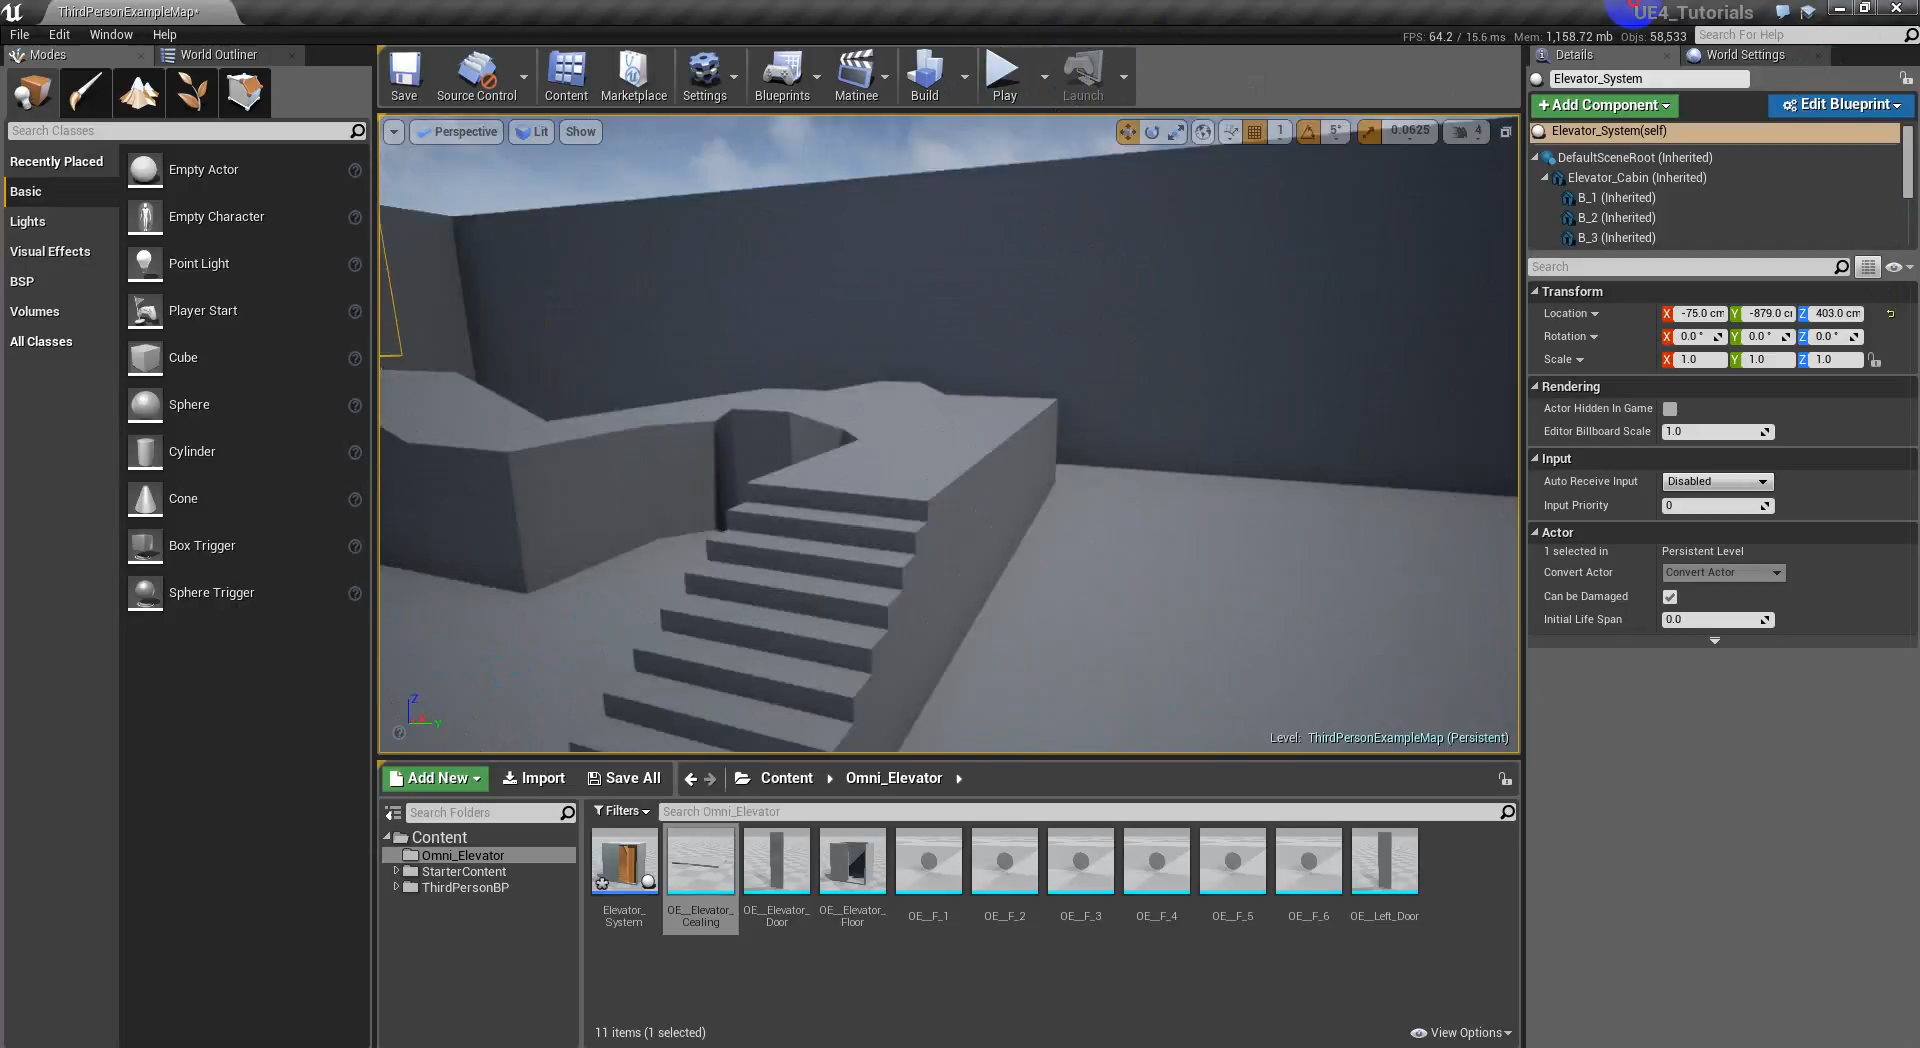 ThirdPersonExampleMap*
UE4_Tutorials
File Edit Window Help
FPS: 64.2 / 15.6 ms Mem: 1,158.72 mb Objs: 58,533
Search For Help
Modes
World Outliner
Search Classes
Recently Placed
Basic
Lights
Visual Effects
BSP
Volumes
All Classes
Empty Actor
Empty Character
Point Light
Player Start
Cube
Sphere
Cylinder
Cone
Box Trigger
Sphere Trigger
Save
Source Control
Content
Marketplace
Settings
Blueprints
Matinee
Build
Play
Launch
Perspective
Lit
Show
1
5°
0.0625
4
Z
Y
Level: ThirdPersonExampleMap (Persistent)
Add New
Import
Save All
Content
Omni_Elevator
Search Folders
Filters
Search Omni_Elevator
Content
Omni_Elevator
StarterContent
ThirdPersonBP
Elevator_
System
OE__Elevator_
Cealing
OE__Elevator_
Door
OE__Elevator_
Floor
OE__F_1
OE__F_2
OE__F_3
OE__F_4
OE__F_5
OE__F_6
OE__Left_Door
11 items (1 selected)
View Options
Details
World Settings
Elevator_System
+Add Component
Edit Blueprint
Elevator_System(self)
DefaultSceneRoot (Inherited)
Elevator_Cabin (Inherited)
B_1 (Inherited)
B_2 (Inherited)
B_3 (Inherited)
Search
Transform
Location X -75.0 cm Y -879.0 cm Z 403.0 cm
Rotation X 0.0 ° Y 0.0 ° Z 0.0 °
Scale X 1.0 Y 1.0 Z 1.0
Rendering
Actor Hidden In Game
Editor Billboard Scale 1.0
Input
Auto Receive Input Disabled
Input Priority 0
Actor
1 selected in Persistent Level
Convert Actor Convert Actor
Can be Damaged
Initial Life Span 0.0